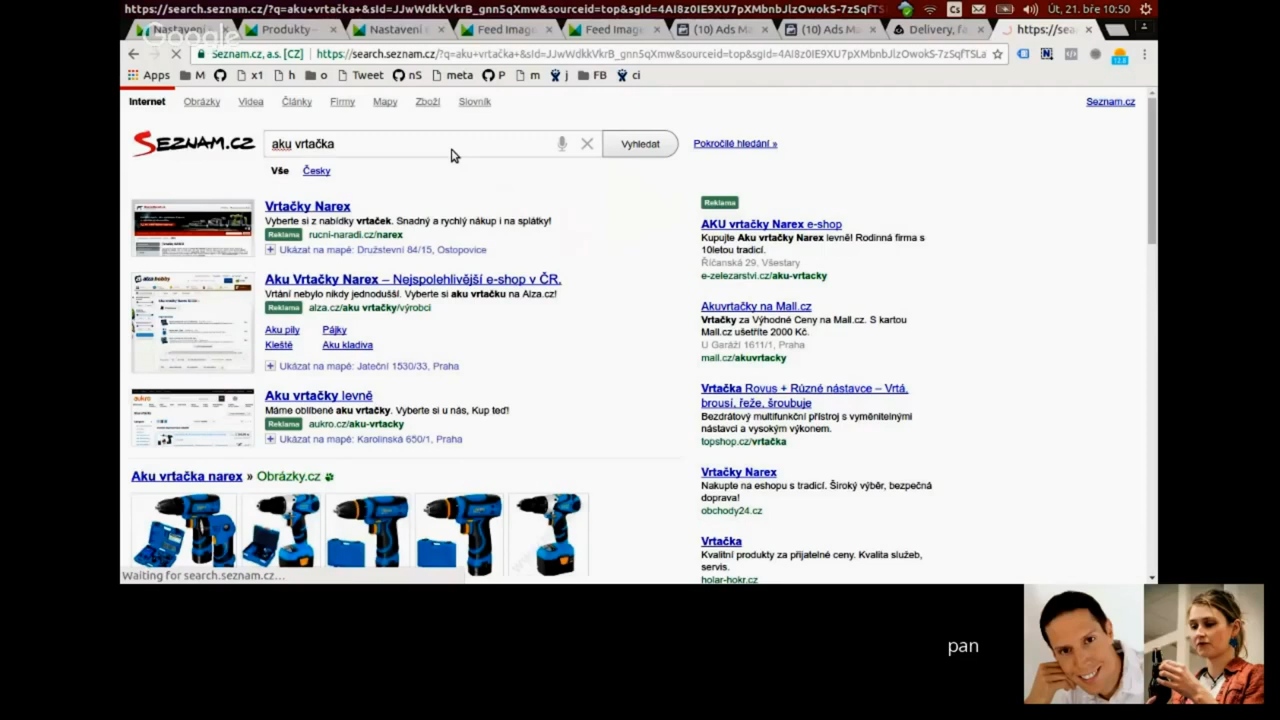 https://search.seznam.cz/?q=aku+vrtačka+&sId=JJwWdkkVkrB_gnn5qXmw&sourceid=top&sgId=4AI8z0IE9XU7pXMbnbJlzOwokS-7zSqfTS
Cs
Út, 21. bře 10:50
Google
Nastavení
Produkty
Nastavení
Feed Image
Feed Image
(10) Ads M
(10) Ads M
Delivery, fa
https://sea
Seznam.cz, a.s. [CZ]
https://search.seznam.cz/?q=aku+vrtačka+&sId=JJwWdkkVkrB_gnn5qXmw&sourceid=top&sgId=4AI8z0IE9XU7pXMbnbJlzOwokS-7zSqfTSLa
Apps M x1 h o Tweet nS meta P m j FB ci
Internet Obrázky Videa Články Firmy Mapy Zboží Slovník
Seznam.cz
SEZNAM.CZ
aku vrtačka
Vyhledat
Pokročilé hledání »
Vše Česky
Vrtačky Narex
Vyberte si z nabídky vrtaček. Snadný a rychlý nákup i na splátky!
Reklama rucni-naradi.cz/narex
Ukázat na mapě: Družstevní 84/15, Ostopovice
Aku Vrtačky Narex – Nejspolehlivější e-shop v ČR.
Vrtání nebylo nikdy jednodušší. Vyberte si aku vrtačku na Alza.cz!
Reklama alza.cz/aku vrtačky/výrobci
Aku pily Pájky
Kleště Aku kladiva
Ukázat na mapě: Jateční 1530/33, Praha
Aku vrtačky levně
Máme oblíbené aku vrtačky. Vyberte si u nás, Kup teď!
Reklama aukro.cz/aku-vrtacky
Ukázat na mapě: Karolinská 650/1, Praha
Aku vrtačka narex » Obrázky.cz
Reklama
AKU vrtačky Narex e-shop
Kupujte Aku vrtačky Narex levně! Rodinná firma s
10letou tradicí.
Říčanská 29, Všestary
e-zelezarstvi.cz/aku-vrtacky
Akuvrtačky na Mall.cz
Vrtačky za Výhodné Ceny na Mall.cz. S kartou
Mall.cz ušetříte 2000 Kč.
U Garáží 1611/1, Praha
mall.cz/akuvrtacky
Vrtačka Rovus + Různé nástavce – Vrtá,
brousí, řeže, šroubuje
Bezdrátový multifunkční přístroj s vyměnitelnými
nástavci a vysokým výkonem.
topshop.cz/vrtačka
Vrtačky Narex
Nakupte na eshopu s tradicí. Široký výběr, bezpečná
doprava!
obchody24.cz
Vrtačka
Kvalitní produkty za přijatelné ceny. Kvalita služeb,
servis.
holar-hokr.cz
Waiting for search.seznam.cz...
pan